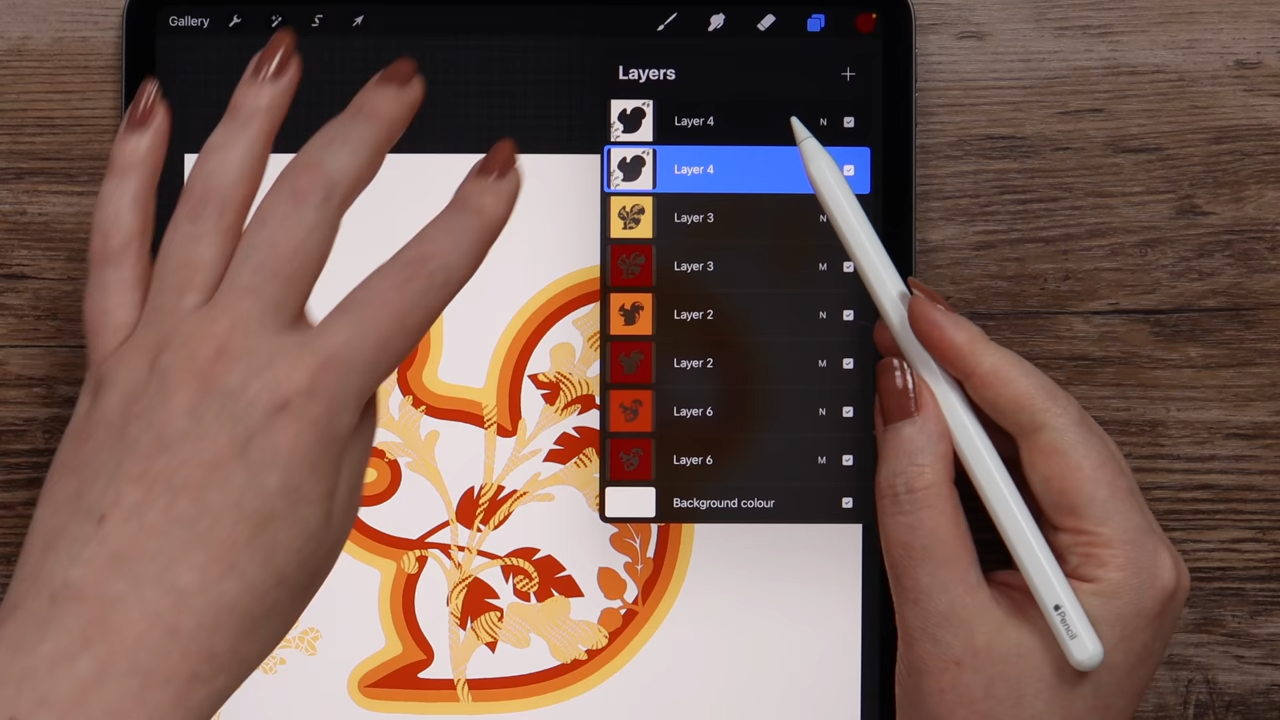 Gallery
Layers
Layer 4 N
Layer 4
Layer 3 N
Layer 3 M
Layer 2 N
Layer 2 M
Layer 6 N
Layer 6 M
Background colour
Pencil